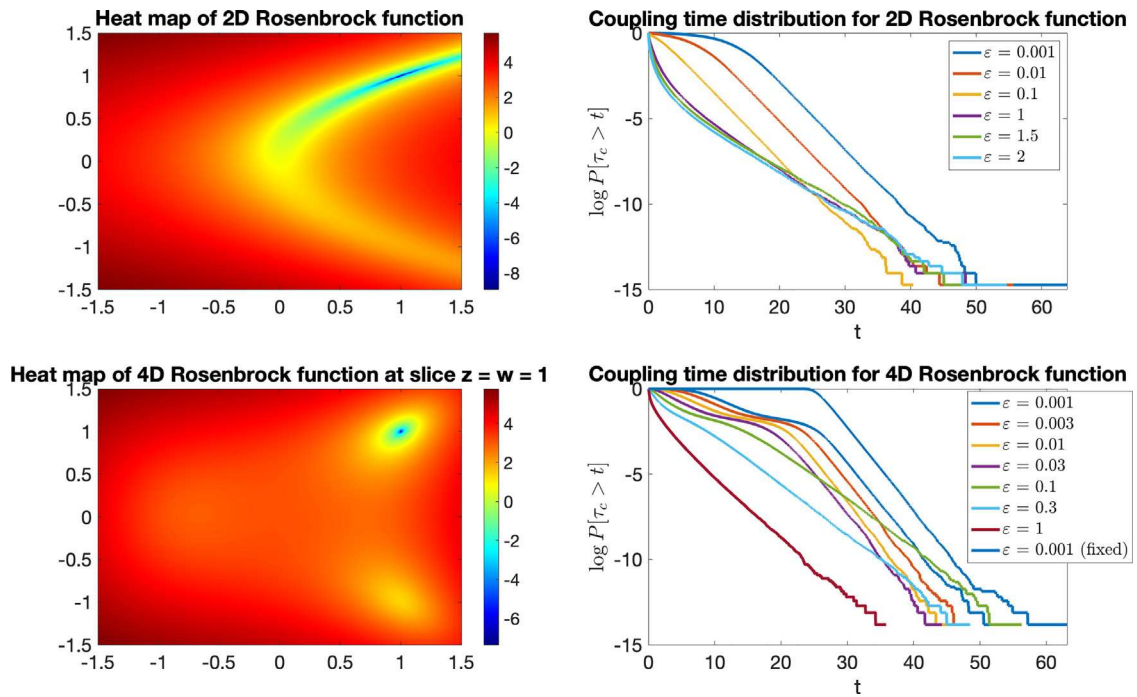 Heat map of 2D Rosenbrock function
1.5
1
0.5
0
-0.5
-1
-1.5
-1.5 -1 -0.5 0 0.5 1 1.5
4
2
0
-2
-4
-6
-8
Coupling time distribution for 2D Rosenbrock function
0
-5
-10
-15
log P[τc > t]
0 10 20 30 40 50 60
t
ε = 0.001
ε = 0.01
ε = 0.1
ε = 1
ε = 1.5
ε = 2
Heat map of 4D Rosenbrock function at slice z = w = 1
1.5
1
0.5
0
0.5
-1
-1.5
-1.5 -1 -0.5 0 0.5 1 1.5
4
2
0
-2
-4
-6
Coupling time distribution for 4D Rosenbrock function
0
-5
-10
-15
log P[τc > t]
0 10 20 30 40 50 60
t
ε = 0.001
ε = 0.003
ε = 0.01
ε = 0.03
ε = 0.1
ε = 0.3
ε = 1
ε = 0.001 (fixed)